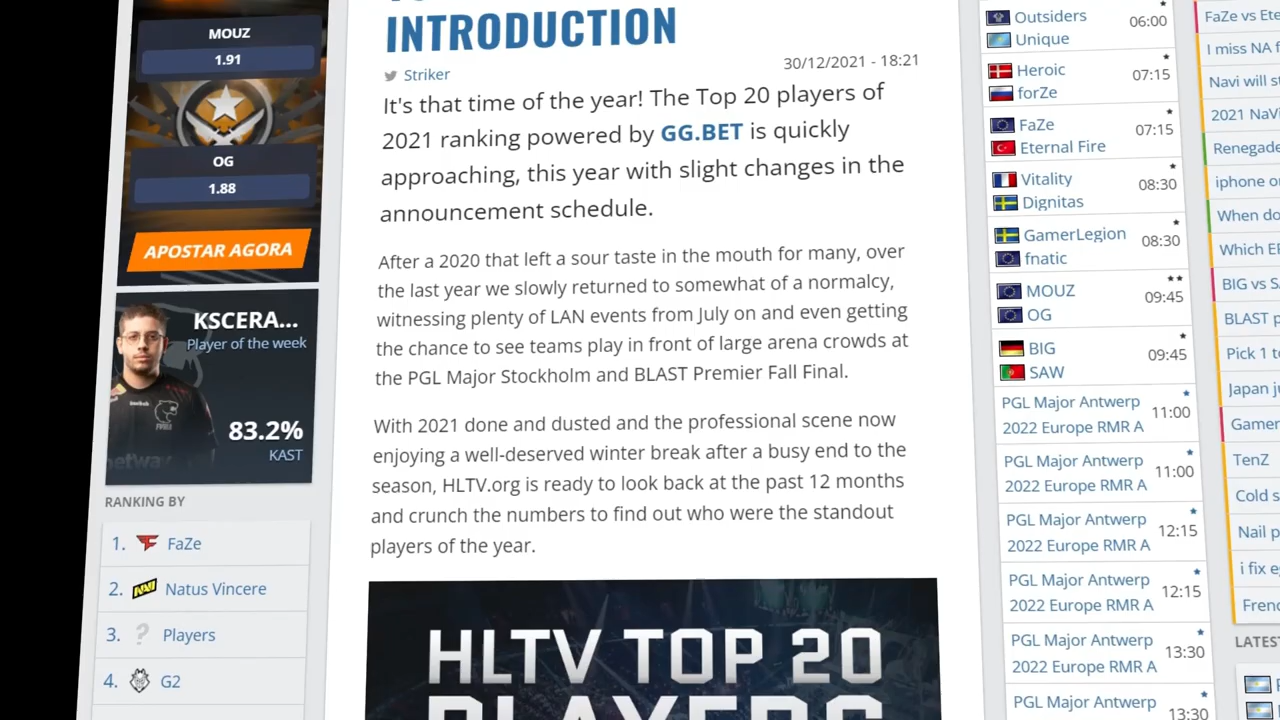 MOUZ
1.91
OG
1.88
APOSTAR AGORA
KSCERA...
Player of the week
83.2%
KAST
RANKING BY
1. FaZe
2. Natus Vincere
3. ? Players
4. G2
INTRODUCTION
Striker
30/12/2021 - 18:21
It's that time of the year! The Top 20 players of
2021 ranking powered by GG.BET is quickly
approaching, this year with slight changes in the
announcement schedule.
After a 2020 that left a sour taste in the mouth for many, over
the last year we slowly returned to somewhat of a normalcy,
witnessing plenty of LAN events from July on and even getting
the chance to see teams play in front of large arena crowds at
the PGL Major Stockholm and BLAST Premier Fall Final.
With 2021 done and dusted and the professional scene now
enjoying a well-deserved winter break after a busy end to the
season, HLTV.org is ready to look back at the past 12 months
and crunch the numbers to find out who were the standout
players of the year.
HLTV TOP 20
PLAYERS
Outsiders
Unique
06:00
Heroic
forZe
07:15
FaZe
Eternal Fire
07:15
Vitality
Dignitas
08:30
GamerLegion
fnatic
08:30
MOUZ
OG
09:45
BIG
SAW
09:45
PGL Major Antwerp
2022 Europe RMR A
11:00
PGL Major Antwerp
2022 Europe RMR A
11:00
PGL Major Antwerp
2022 Europe RMR A
12:15
PGL Major Antwerp
2022 Europe RMR A
12:15
PGL Major Antwerp
2022 Europe RMR A
13:30
PGL Major Antwerp
13:30
FaZe vs Ete
I miss NA f
Navi will s
2021 Nav
Renegade
iphone or
When do
Which
BIG vs S
BLAST p
Pick 'I
Japan ju
Gamer
TenZ
Cold s
Nail p
i fix e
Fren
LATES